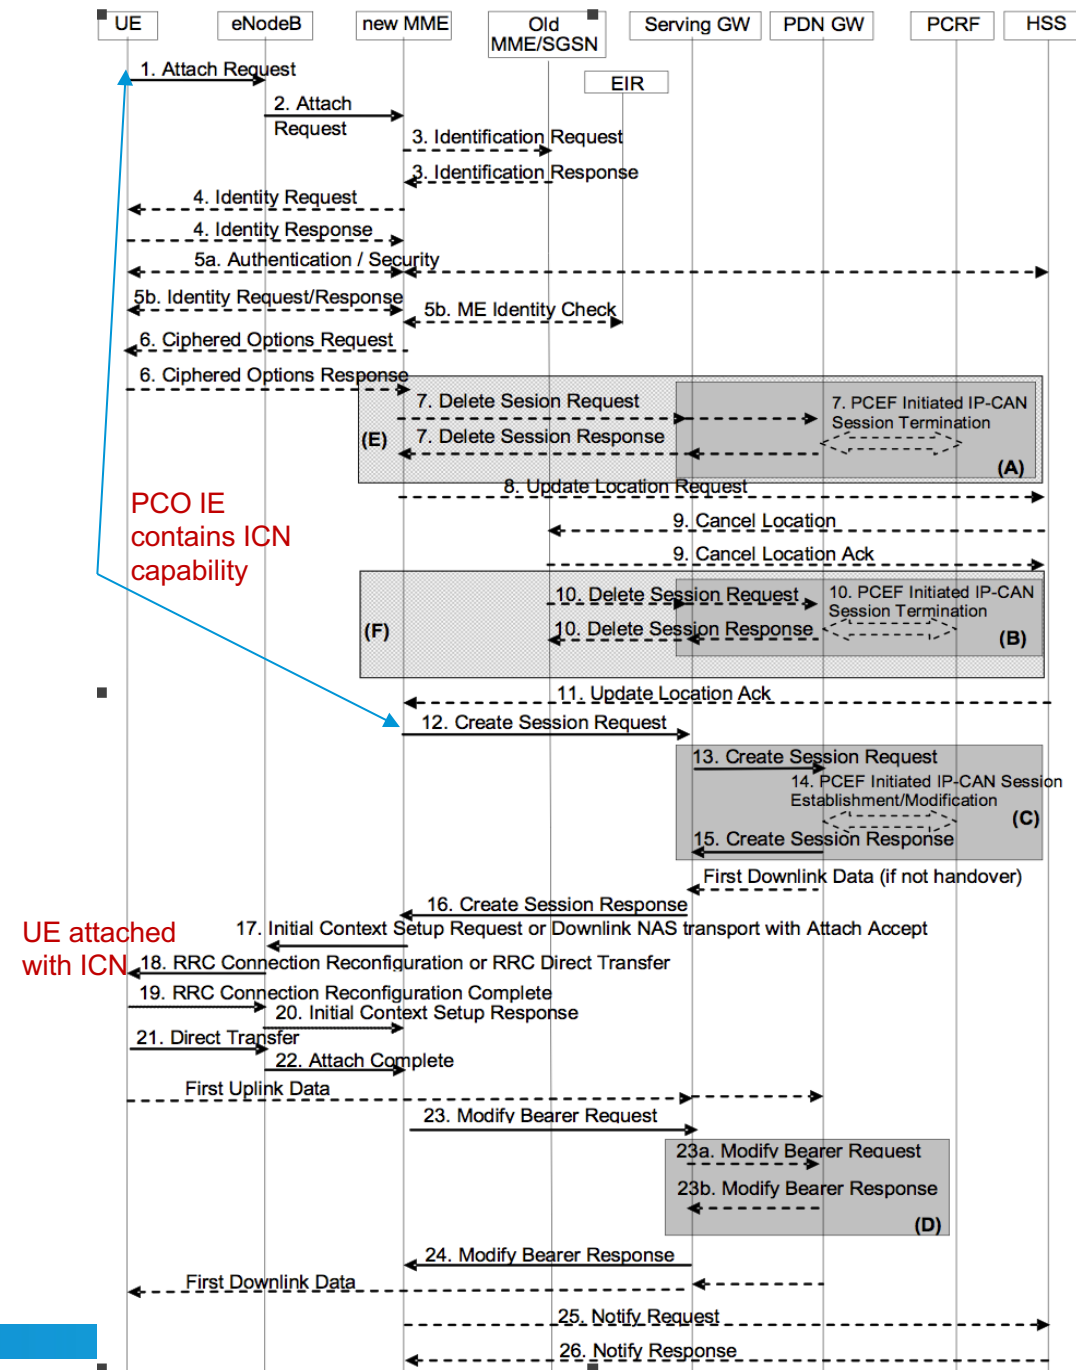 UE
eNodeB
new MME
Old
MME/SGSN
Serving GW
PDN GW
PCRF
HSS
EIR
1. Attach Request
2. Attach
Request
3. Identification Request
3. Identification Response
4. Identity Request
4. Identity Response
5a. Authentication / Security
5b. Identity Request/Response
5b. ME Identity Check
6. Ciphered Options Request
6. Ciphered Options Response
7. Delete Sesion Request
7. PCEF Initiated IP-CAN
Session Termination
(E)
7. Delete Session Response
(A)
8. Update Location Request
PCO IE
contains ICN
capability
9. Cancel Location
9. Cancel Location Ack
10. Delete Session Request
10. PCEF Initiated IP-CAN
Session Termination
(F)
10. Delete Session Response
(B)
11. Update Location Ack
12. Create Session Request
13. Create Session Request
14. PCEF Initiated IP-CAN Session
Establishment/Modification
(C)
15. Create Session Response
First Downlink Data (if not handover)
16. Create Session Response
UE attached
with ICN
17. Initial Context Setup Request or Downlink NAS transport with Attach Accept
18. RRC Connection Reconfiguration or RRC Direct Transfer
19. RRC Connection Reconfiguration Complete
20. Initial Context Setup Response
21. Direct Transfer
22. Attach Complete
First Uplink Data
23. Modify Bearer Request
23a. Modify Bearer Request
23b. Modify Bearer Response
(D)
24. Modify Bearer Response
First Downlink Data
25. Notify Request
26. Notify Response